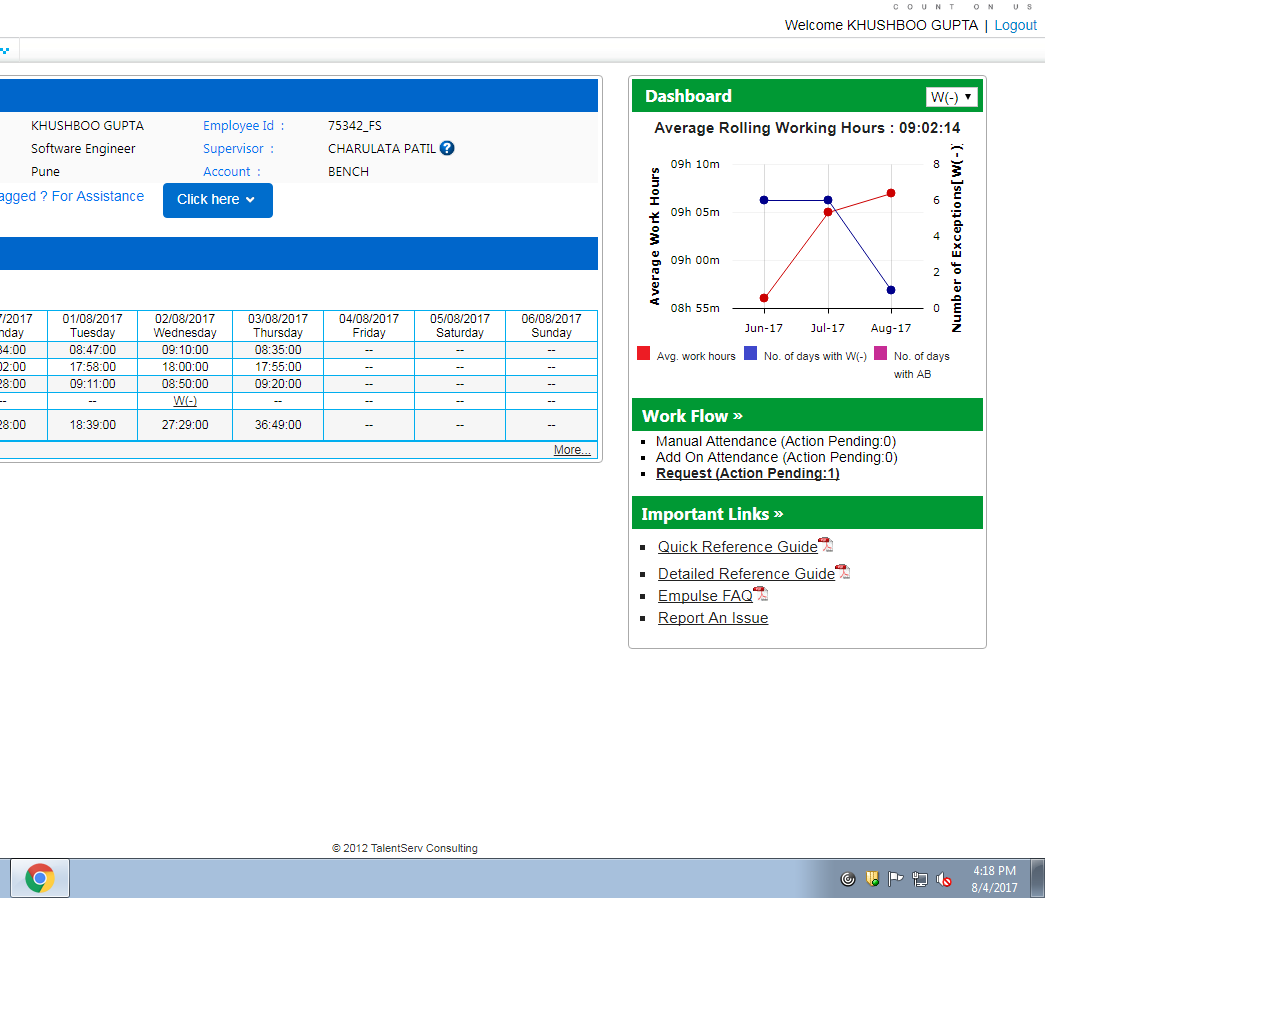 COUNT ON US
Welcome KHUSHBOO GUPTA | Logout
KHUSHBOO GUPTA Employee Id : 75342_FS
Software Engineer Supervisor : CHARULATA PATIL ?
Pune Account : BENCH
agged ? For Assistance Click here
7/2017 01/08/2017 02/08/2017 03/08/2017 04/08/2017 05/08/2017 06/08/2017
nday Tuesday Wednesday Thursday Friday Saturday Sunday
34:00 08:47:00 09:10:00 08:35:00 -- -- --
02:00 17:58:00 18:00:00 17:55:00 -- -- --
28:00 09:11:00 08:50:00 09:20:00 -- -- --
-- -- W(-) -- -- -- --
28:00 18:39:00 27:29:00 36:49:00 -- -- --
More...
Dashboard W(-)
Average Rolling Working Hours : 09:02:14
Average Work Hours
09h 10m
09h 05m
09h 00m
08h 55m
8
6
4
2
0
Number of Exceptions[W(-)]
Jun-17 Jul-17 Aug-17
Avg. work hours No. of days with W(-) No. of days
with AB
Work Flow »
Manual Attendance (Action Pending:0)
Add On Attendance (Action Pending:0)
Request (Action Pending:1)
Important Links »
Quick Reference Guide
Detailed Reference Guide
Empulse FAQ
Report An Issue
© 2012 TalentServ Consulting
4:18 PM
8/4/2017